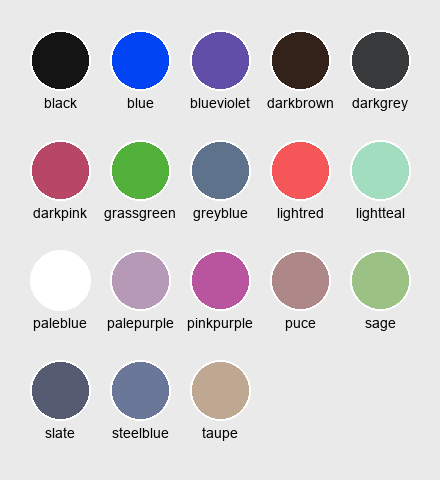 black blue blueviolet darkbrown darkgrey
darkpink grassgreen greyblue lightred lightteal
paleblue palepurple pinkpurple puce sage
slate steelblue taupe